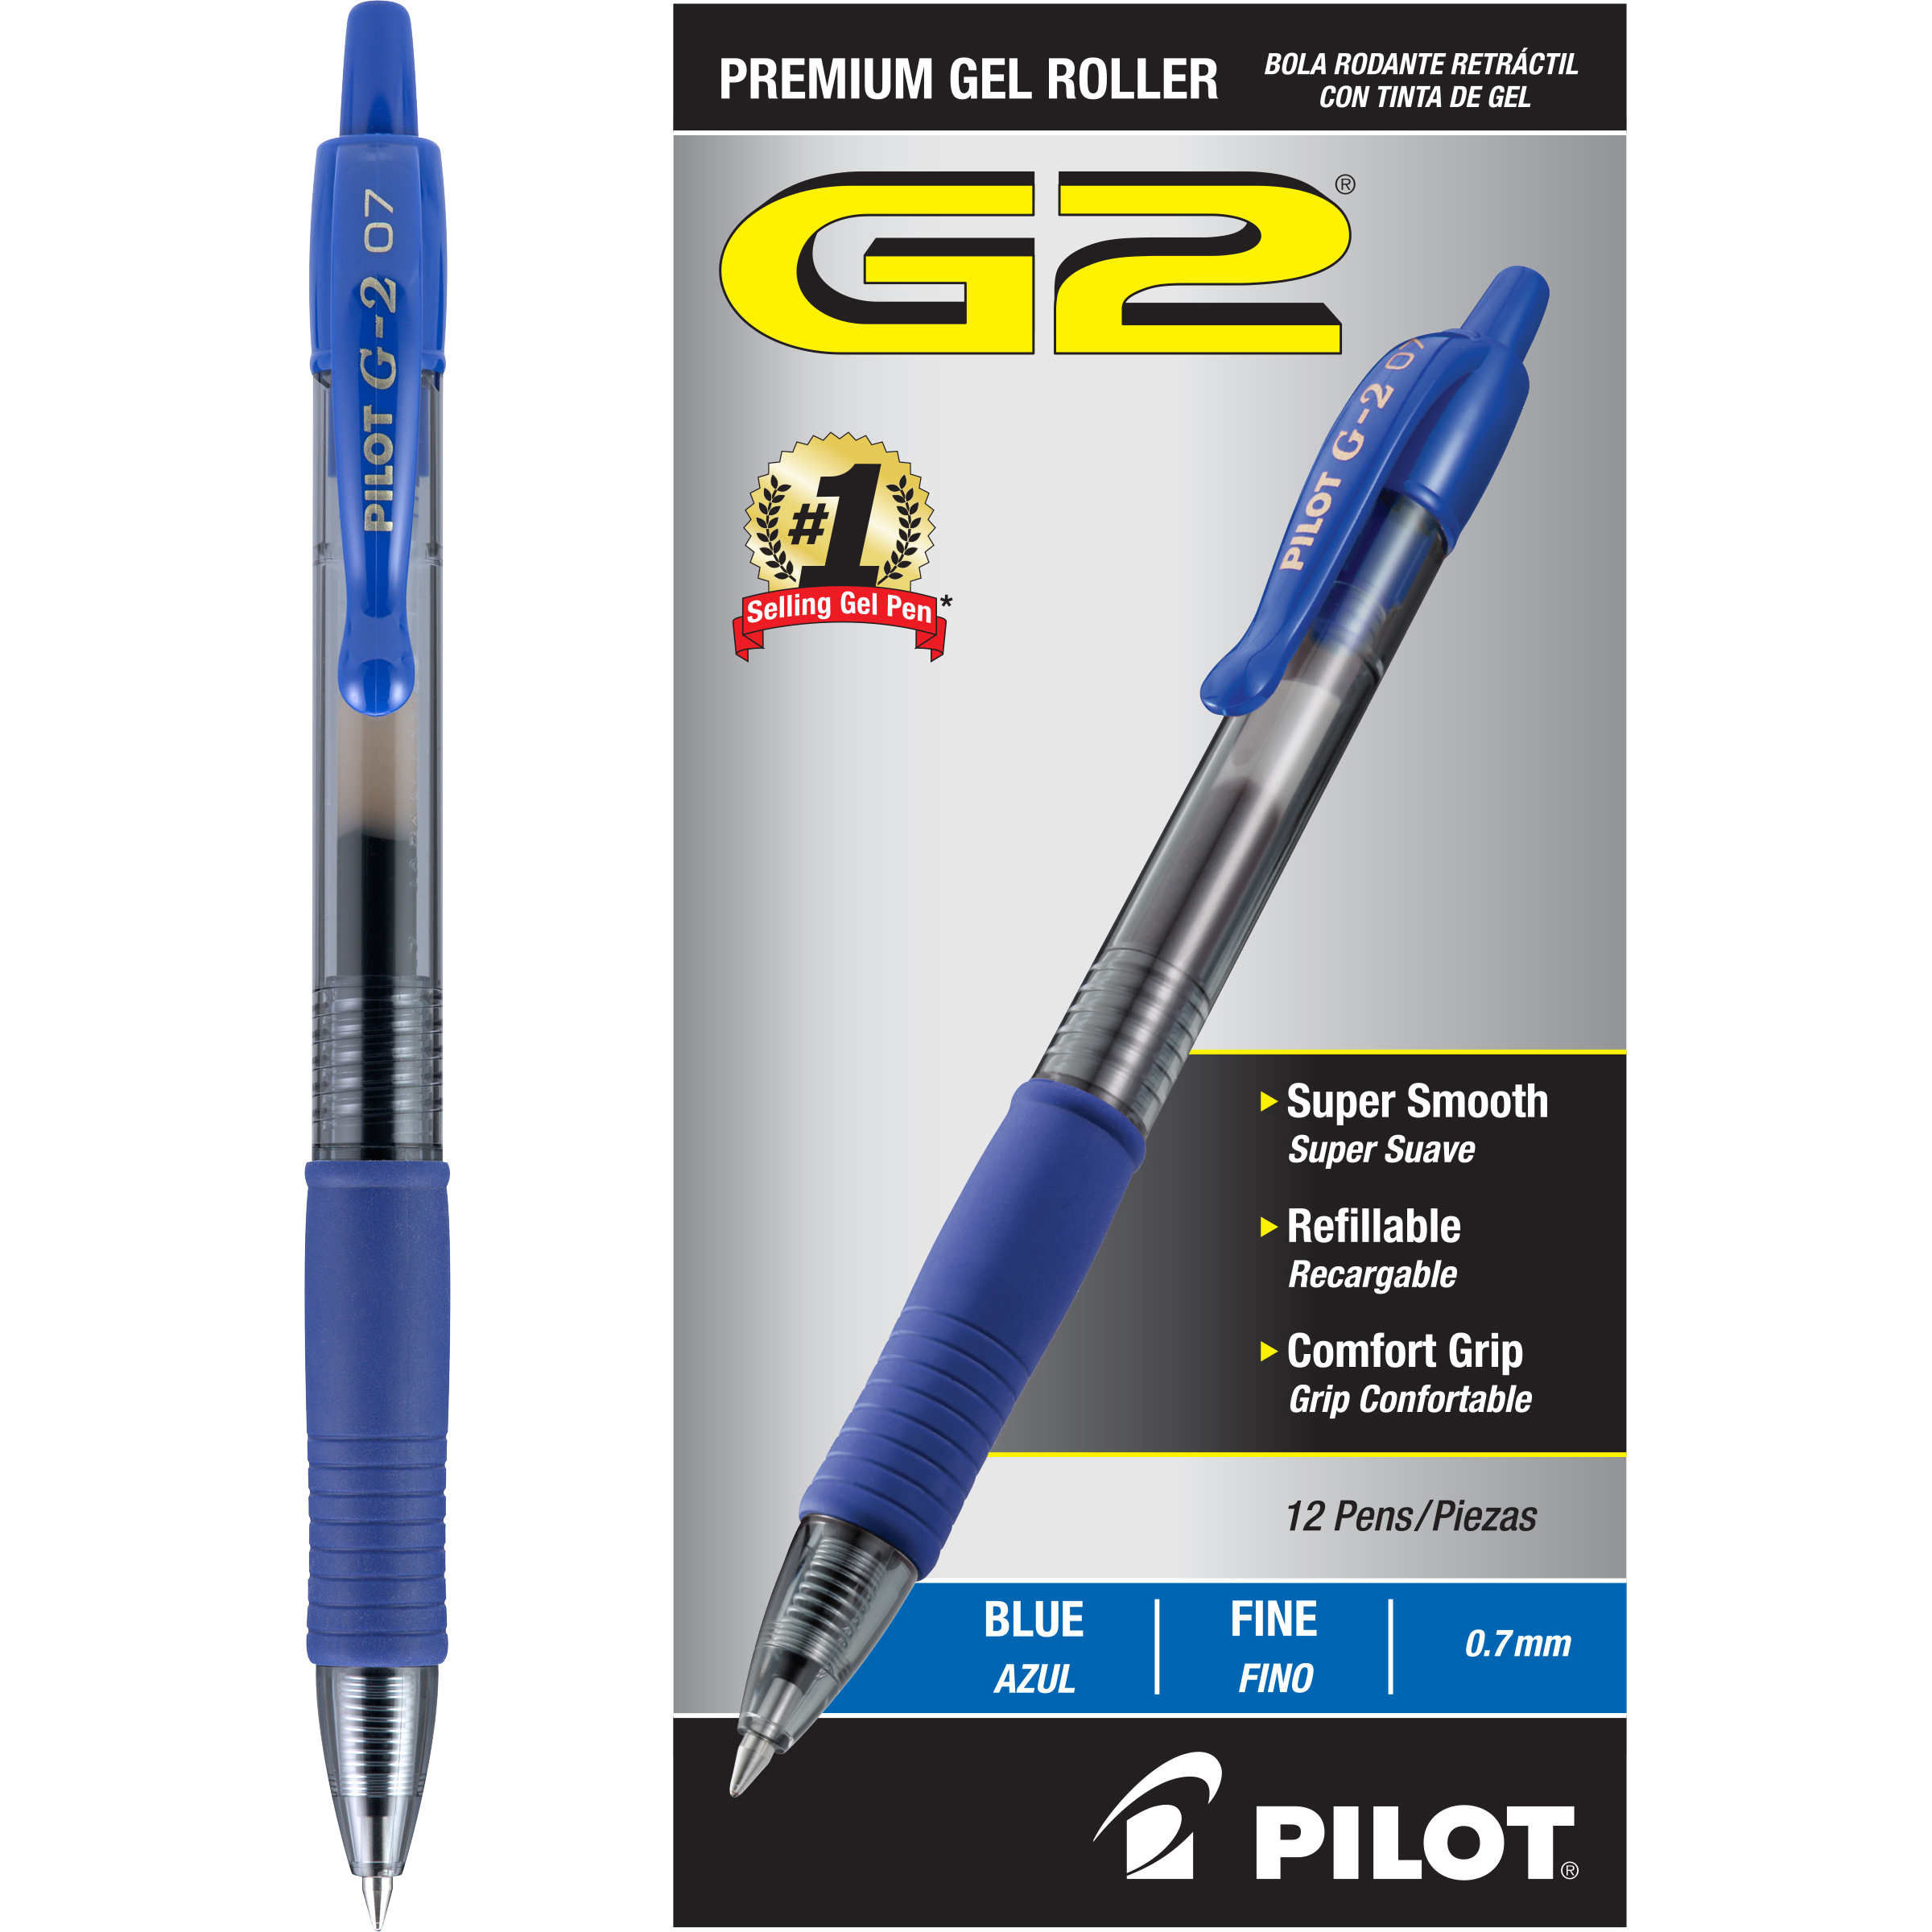 PILOT G-2 07
PREMIUM GEL ROLLER
BOLA RODANTE RETRÁCTIL
CON TINTA DE GEL
G2®
#1
Selling Gel Pen*
PILOT G-2 07
Super Smooth
Super Suave
Refillable
Recargable
Comfort Grip
Grip Confortable
12 Pens/Piezas
BLUE
AZUL
FINE
FINO
0.7mm
PILOT®